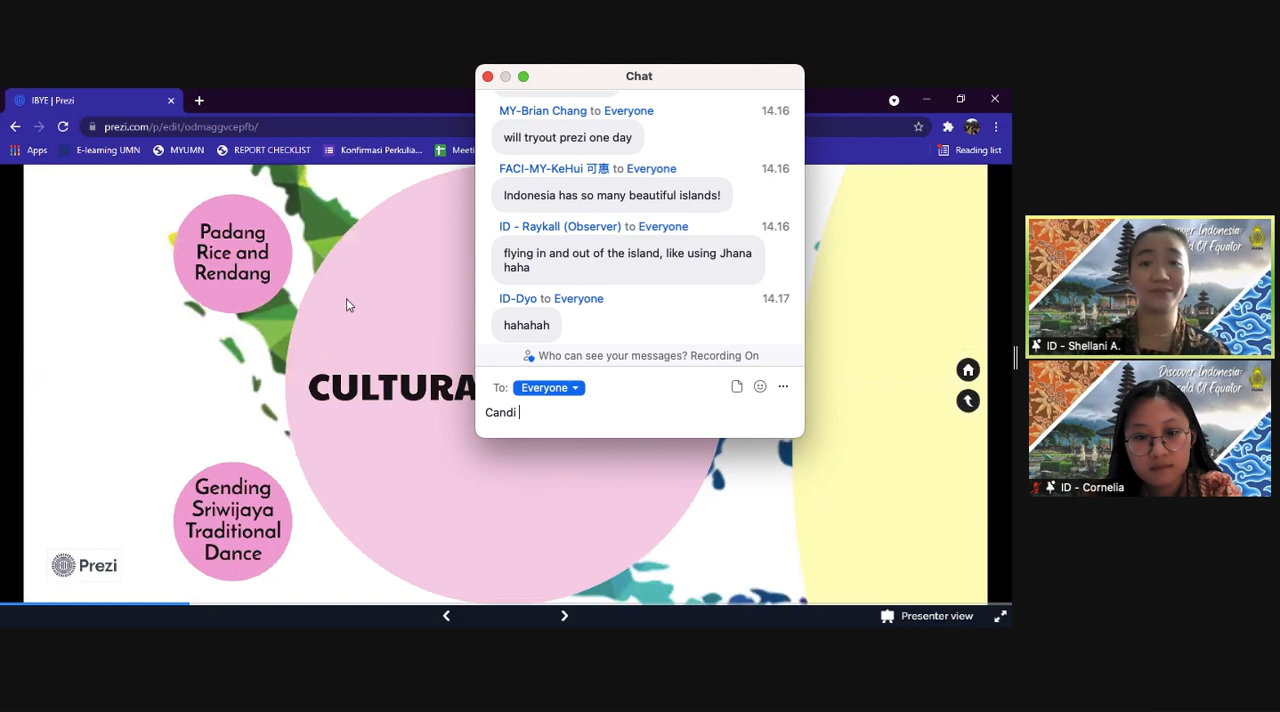 IBYE | Prezi
prezi.com/p/edit/odmaggvcepfb/
Apps
E-learning UMN
MYUMN
REPORT CHECKLIST
Konfirmasi Perkulia...
Meeti
Reading list
Padang
Rice and
Rendang
CULTURA
Gending
Sriwijaya
Traditional
Dance
Prezi
Presenter view
Chat
MY-Brian Chang to Everyone
14.16
will tryout prezi one day
FACI-MY-KeHui 可惠 to Everyone
14.16
Indonesia has so many beautiful islands!
ID - Raykall (Observer) to Everyone
14.16
flying in and out of the island, like using Jhana
haha
ID-Dyo to Everyone
14.17
hahahah
Who can see your messages? Recording On
To: Everyone
Candi
ID - Shellani A.
Discover Indonesia:
ID - Cornelia